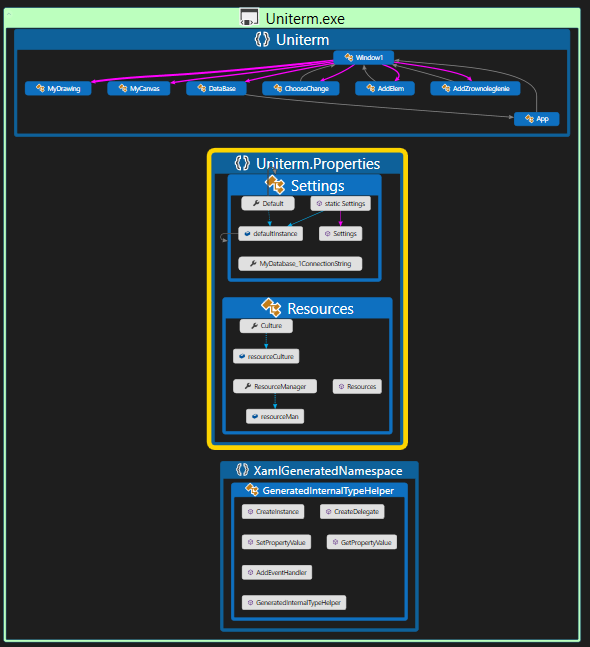 Uniterm.exe
Uniterm
Window1
MyDrawing
MyCanvas
DataBase
ChooseChange
AddElem
AddZrownoleglenie
App
Uniterm.Properties
Settings
Default
static Settings
defaultInstance
Settings
MyDatabase_1ConnectionString
Resources
Culture
resourceCulture
ResourceManager
Resources
resourceMan
XamlGeneratedNamespace
GeneratedInternalTypeHelper
CreateInstance
CreateDelegate
SetPropertyValue
GetPropertyValue
AddEventHandler
GeneratedInternalTypeHelper